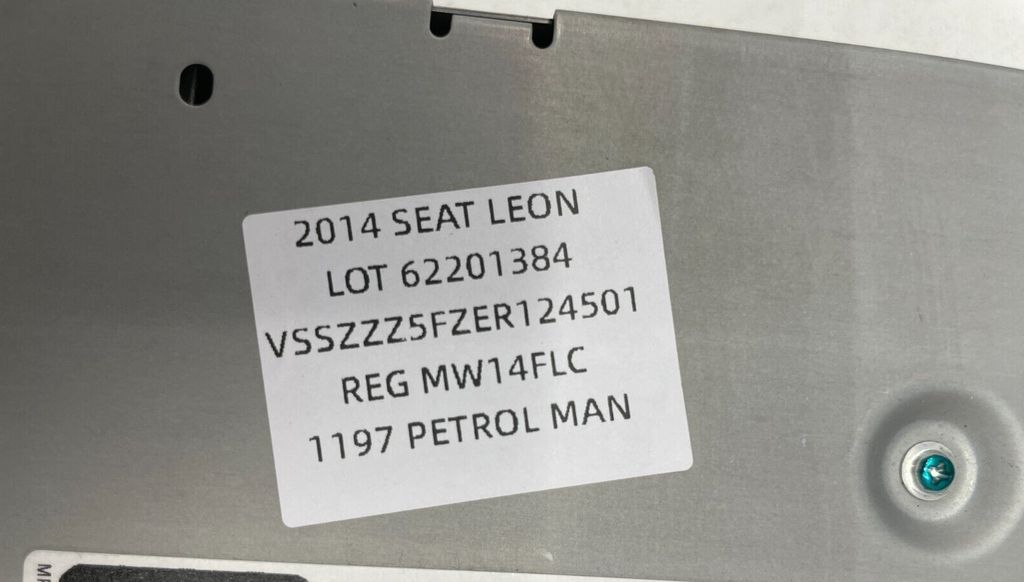 2014 SEAT LEON
LOT 62201384
VSSZZZ5FZER124501
REG MW14FLC
1197 PETROL MAN